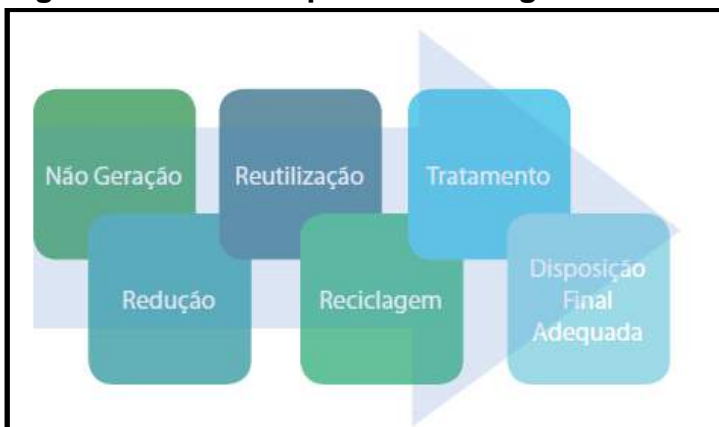 Não Geração
Redução
Reutilização
Reciclagem
Tratamento
Disposição
Final
Adequada